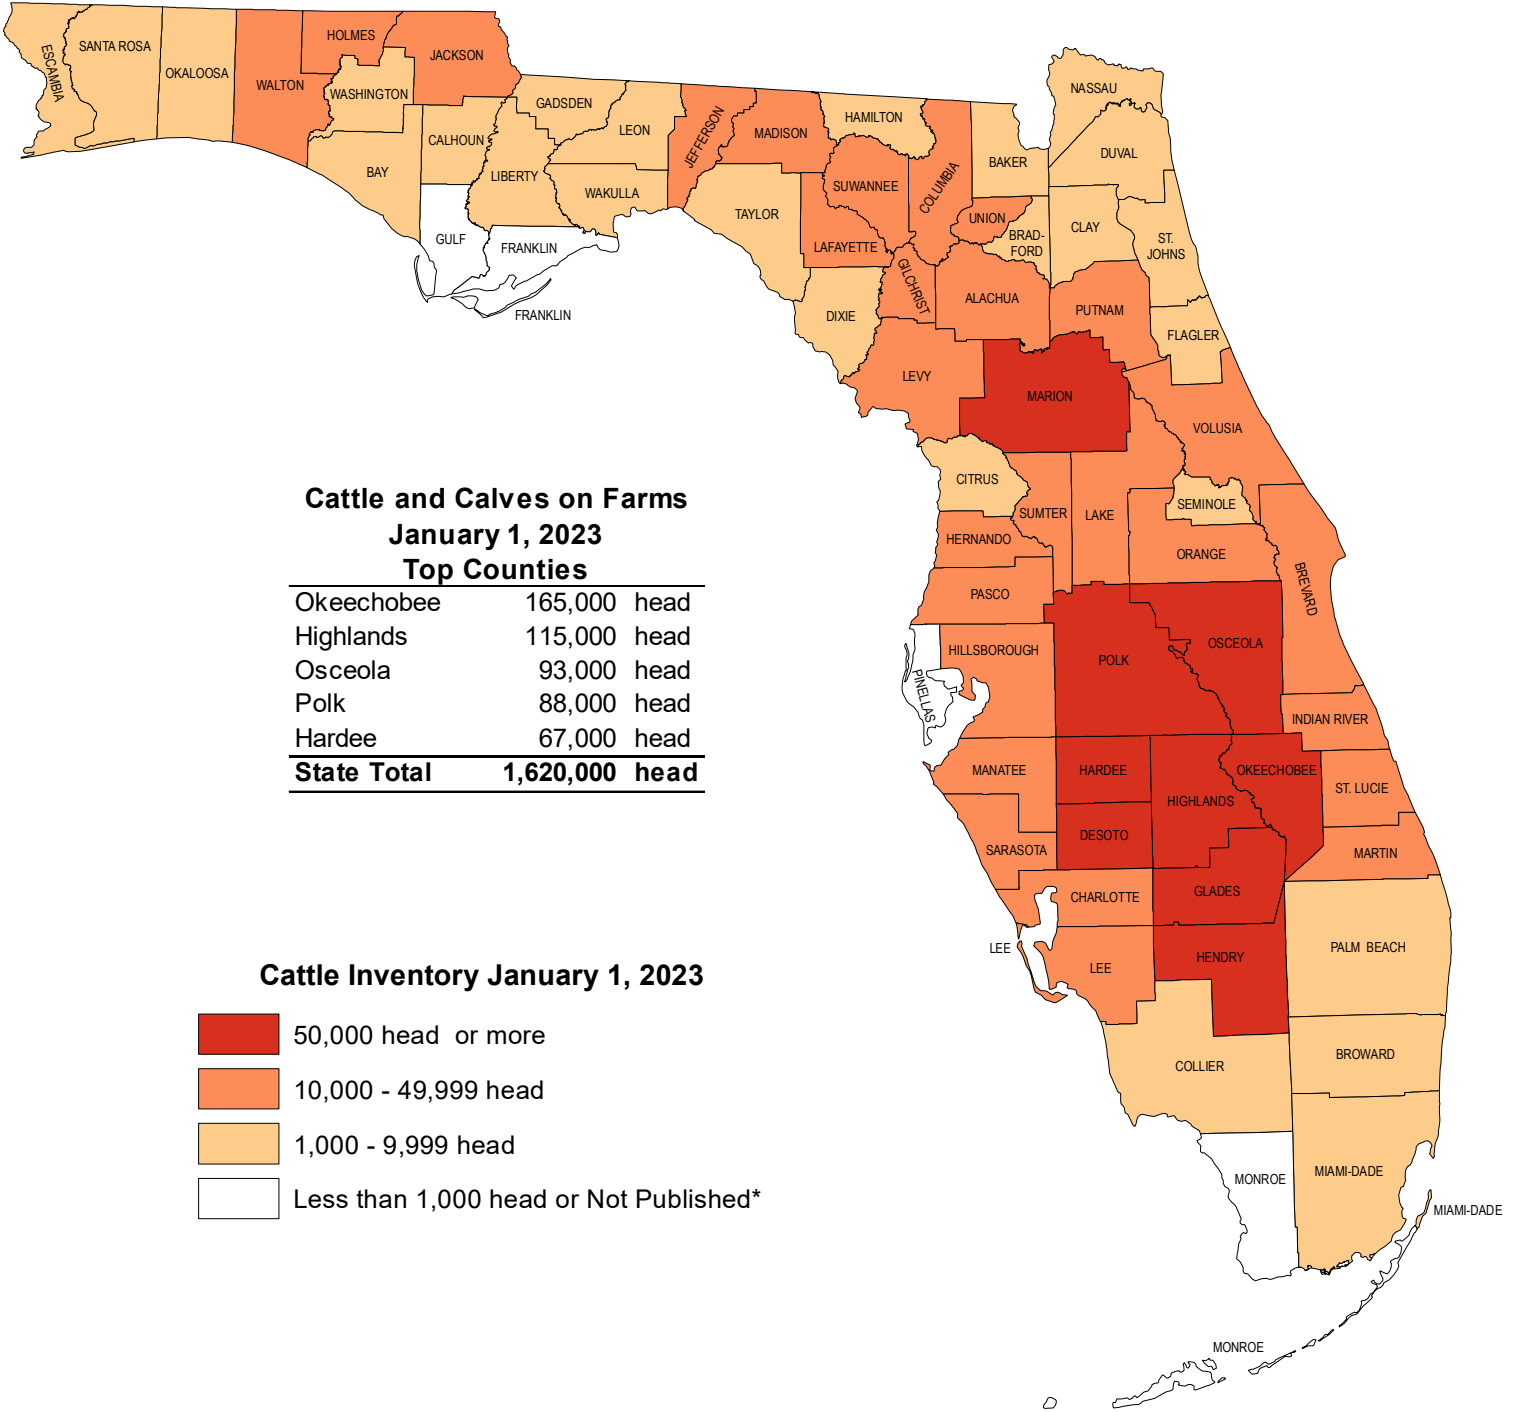 ESCAMBIA
SANTA ROSA
OKALOOSA
WALTON
HOLMES
JACKSON
WASHINGTON
BAY
CALHOUN
GULF
LIBERTY
GADSDEN
LEON
WAKULLA
FRANKLIN
FRANKLIN
JEFFERSON
MADISON
TAYLOR
HAMILTON
SUWANNEE
LAFAYETTE
DIXIE
COLUMBIA
GILCHRIST
BAKER
UNION
BRAD-
FORD
NASSAU
DUVAL
CLAY
ST.
JOHNS
ALACHUA
PUTNAM
FLAGLER
LEVY
MARION
VOLUSIA
CITRUS
SUMTER
LAKE
SEMINOLE
HERNANDO
ORANGE
PASCO
BREVARD
HILLSBOROUGH
PINELLAS
POLK
OSCEOLA
INDIAN RIVER
MANATEE
HARDEE
HIGHLANDS
OKEECHOBEE
ST. LUCIE
SARASOTA
DESOTO
MARTIN
CHARLOTTE
GLADES
LEE
LEE
HENDRY
PALM BEACH
COLLIER
BROWARD
MONROE
MIAMI-DADE
MIAMI-DADE
MONROE
Cattle and Calves on Farms
January 1, 2023
Top Counties
Okeechobee 165,000 head
Highlands 115,000 head
Osceola 93,000 head
Polk 88,000 head
Hardee 67,000 head
State Total 1,620,000 head
Cattle Inventory January 1, 2023
50,000 head or more
10,000 - 49,999 head
1,000 - 9,999 head
Less than 1,000 head or Not Published*